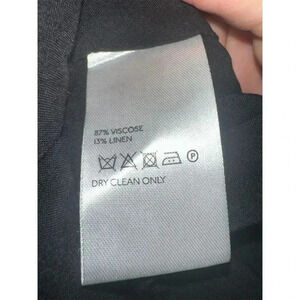 87% VISCOSE
13% LINEN
P
DRY CLEAN ONLY